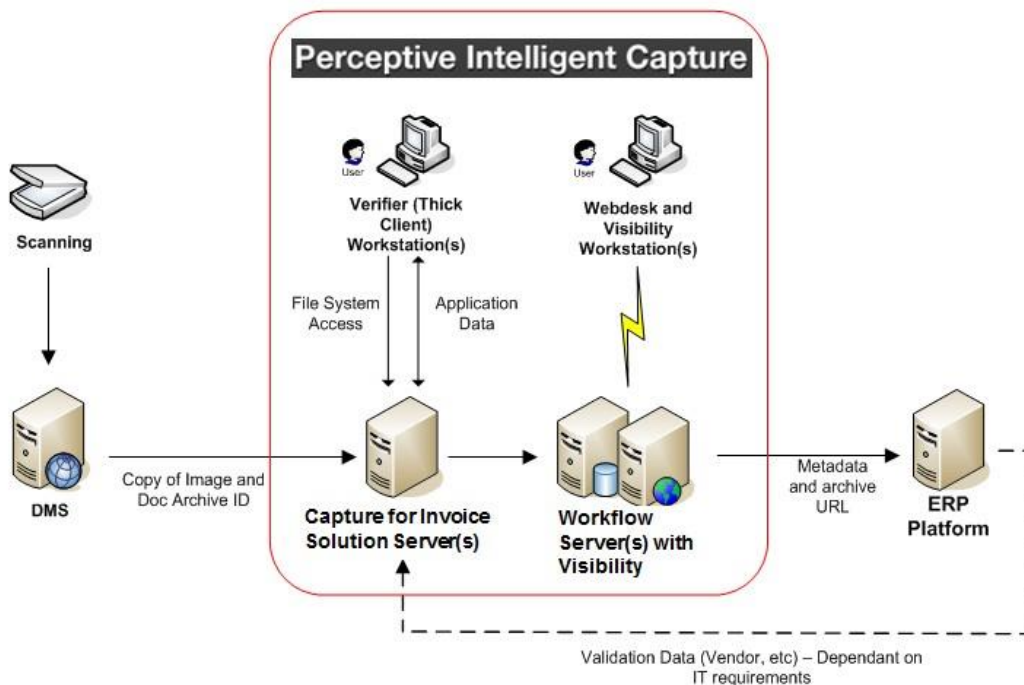 Perceptive Intelligent Capture
User
User
Verifier (Thick
Client)
Workstation(s)
Webdesk and
Visibility
Workstation(s)
Scanning
File System
Access
Application
Data
Copy of Image and
Doc Archive ID
DMS
Capture for Invoice
Solution Server(s)
Workflow
Server(s) with
Visibility
Metadata
and archive
URL
ERP
Platform
Validation Data (Vendor, etc) – Dependant on
IT requirements